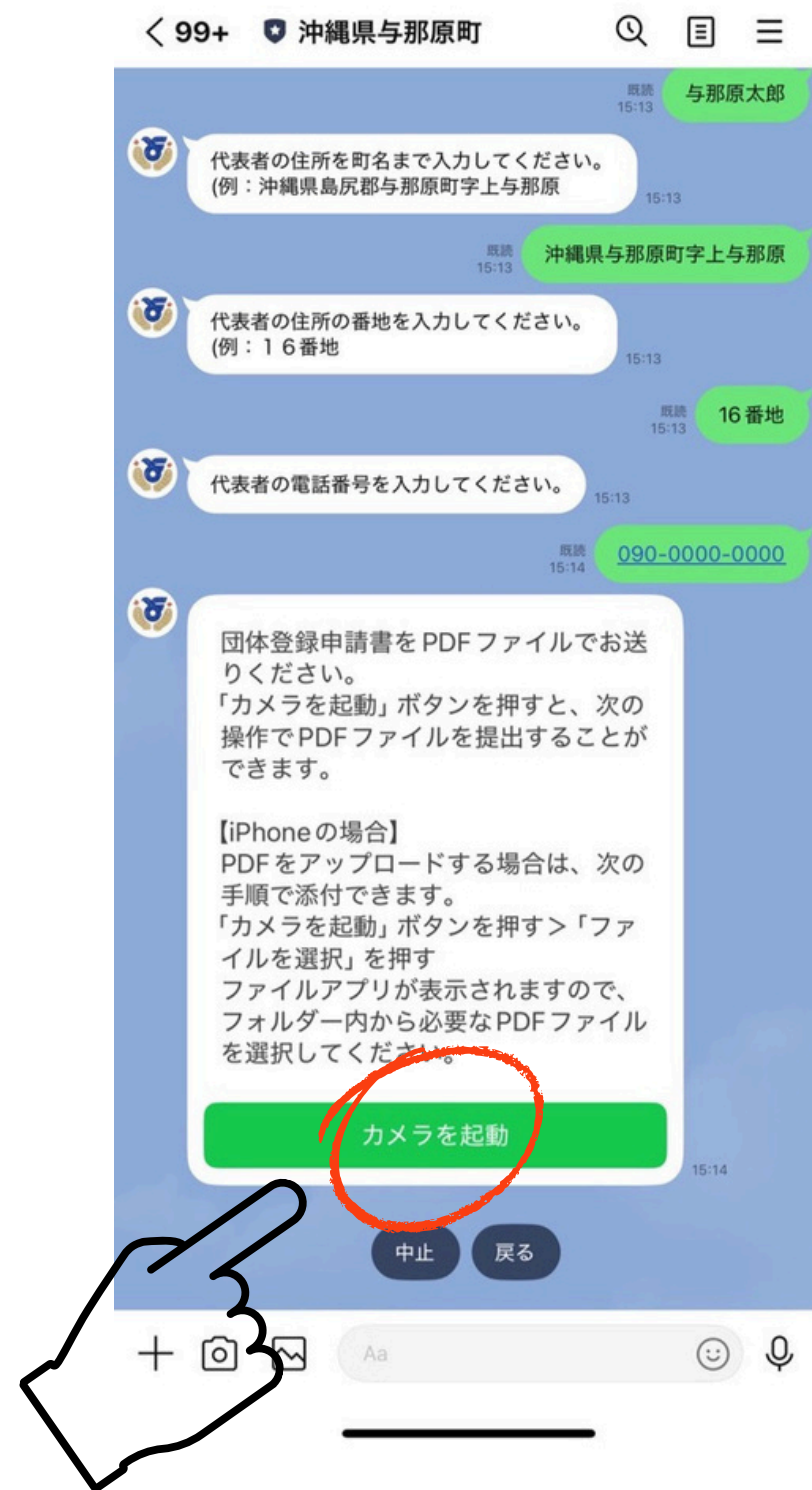 99+ 沖縄県与那原町
既読
15:13
与那原太郎
代表者の住所を町名まで入力してください。
(例：沖縄県島尻郡与那原町字上与那原
15:13
既読
15:13
沖縄県与那原町字上与那原
代表者の住所の番地を入力してください。
(例：１６番地
15:13
既読
15:13
16番地
代表者の電話番号を入力してください。
15:13
既読
15:14
090-0000-0000
団体登録申請書をPDFファイルでお送
りください。
「カメラを起動」ボタンを押すと、次の
操作でPDFファイルを提出することが
できます。
【iPhoneの場合】
PDFをアップロードする場合は、次の
手順で添付できます。
「カメラを起動」ボタンを押す＞「ファ
イルを選択」を押す
ファイルアプリが表示されますので、
フォルダー内から必要なPDFファイル
を選択してください。
カメラを起動
15:14
中止
戻る
Aa